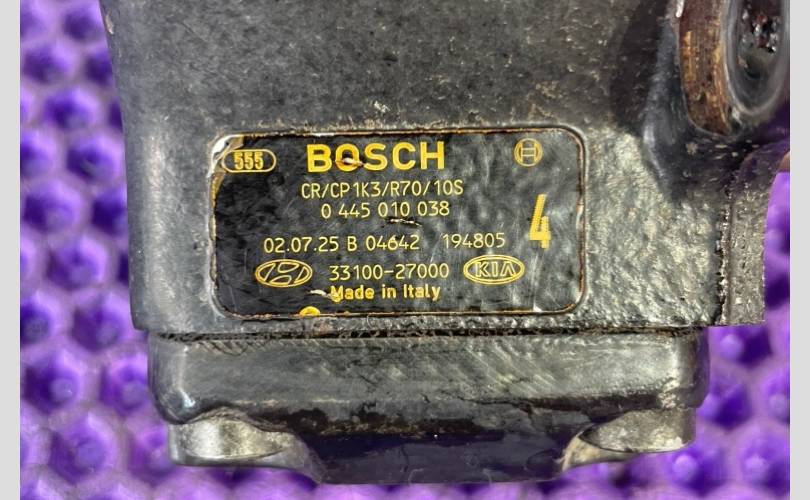 555 BOSCH
CR/CP1K3/R70/10S
0 445 010 038
4
02.07.25 B 04642 194805
33100-27000 KIA
Made in Italy